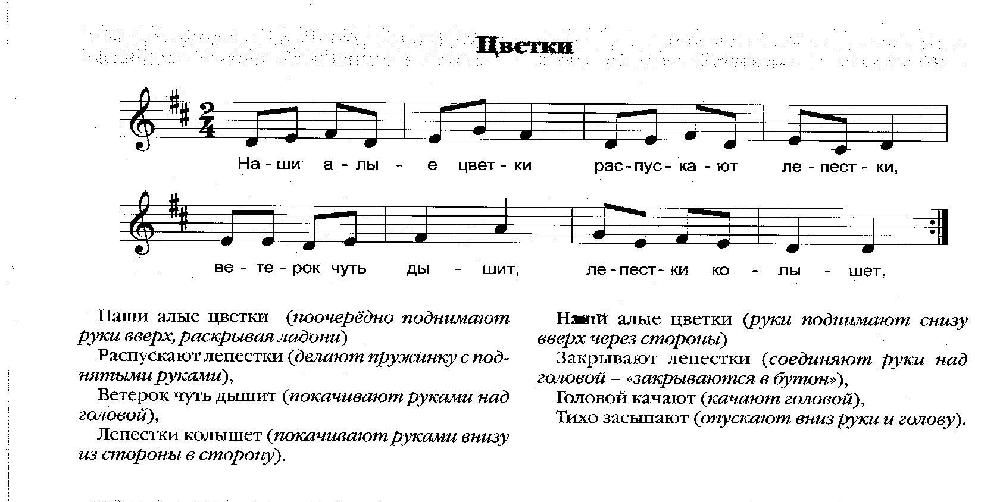 Цветки
2
4
На - ши а - лы - е цвет - ки рас - пус - ка - ют ле - пест - ки,
ве - те - рок чуть ды - шит, ле - пест - ки ко - лы - шет.
Наши алые цветки (поочерёдно поднимают
руки вверх, раскрывая ладони)
Распускают лепестки (делают пружинку с под-
нятыми руками),
Ветерок чуть дышит (покачивают руками над
головой),
Лепестки колышет (покачивают руками внизу
из стороны в сторону).
Наши алые цветки (руки поднимают снизу
вверх через стороны)
Закрывают лепестки (соединяют руки над
головой – «закрываются в бутон»),
Головой качают (качают головой),
Тихо засыпают (опускают вниз руки и голову).